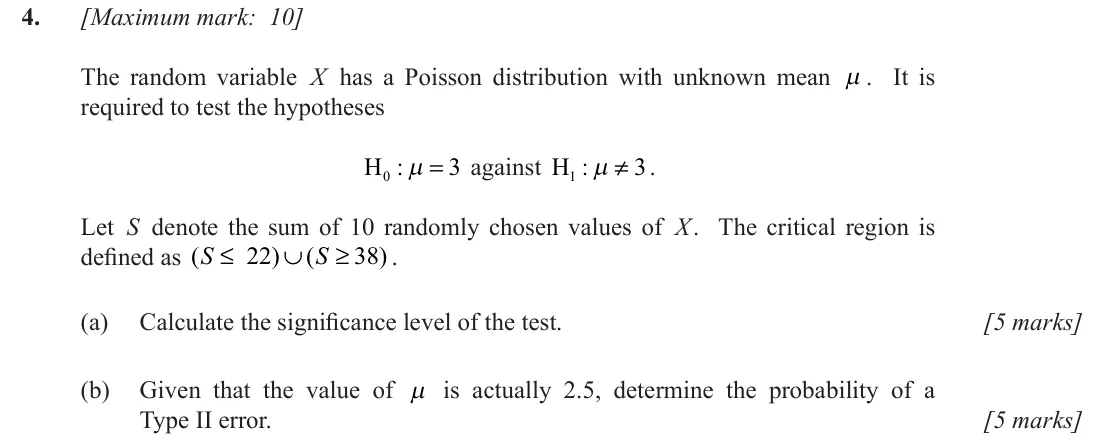 4. [Maximum mark: 10]
The random variable X has a Poisson distribution with unknown mean μ. It is
required to test the hypotheses
H₀ : μ = 3 against H₁ : μ ≠ 3.
Let S denote the sum of 10 randomly chosen values of X. The critical region is
defined as (S ≤ 22) ∪ (S ≥ 38).
(a) Calculate the significance level of the test. [5 marks]
(b) Given that the value of μ is actually 2.5, determine the probability of a
Type II error. [5 marks]